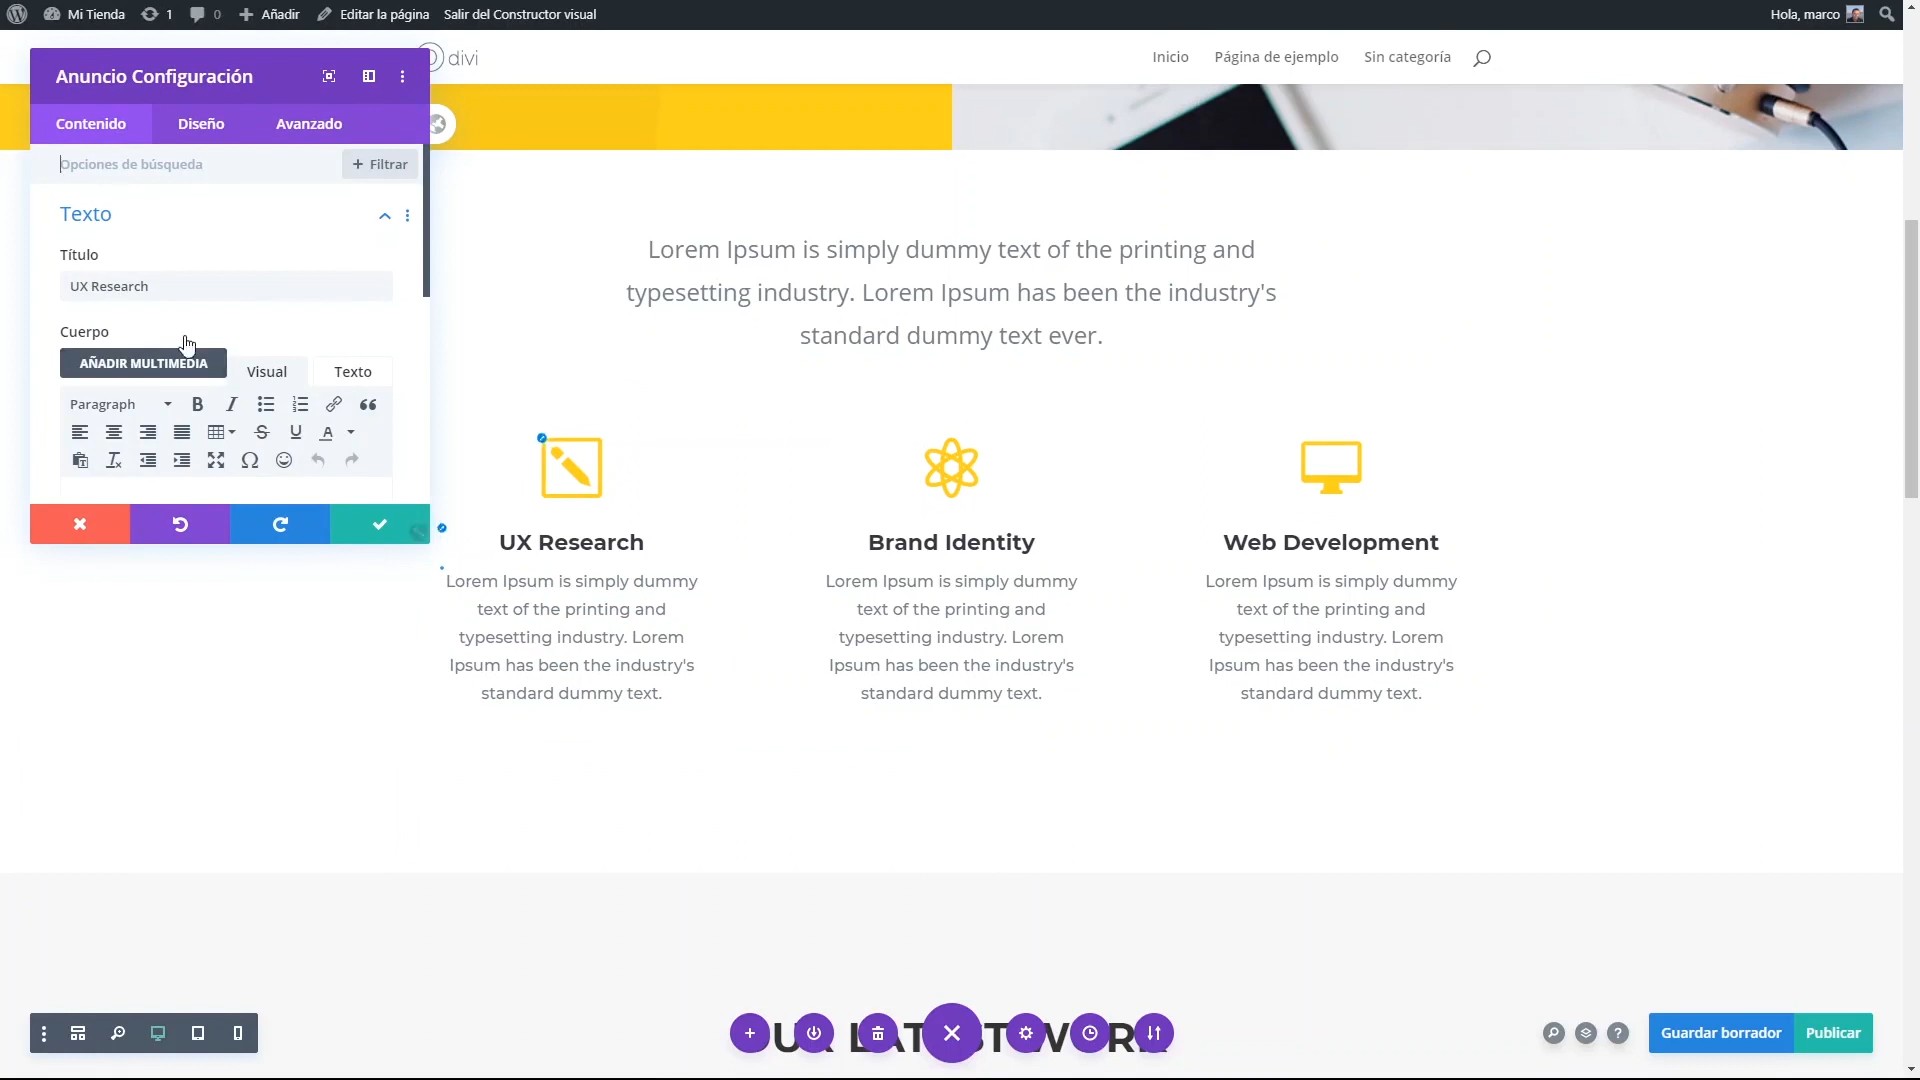 Mi Tienda 1 0 Añadir Editar la página Salir del Constructor visual Hola, marco
divi
Inicio Página de ejemplo Sin categoría
Anuncio Configuración
Contenido Diseño Avanzado
Opciones de búsqueda + Filtrar
Texto
Título
UX Research
Cuerpo
AÑADIR MULTIMEDIA Visual Texto
Paragraph
Lorem Ipsum is simply dummy text of the printing and
typesetting industry. Lorem Ipsum has been the industry's
standard dummy text ever.
UX Research
Lorem Ipsum is simply dummy
text of the printing and
typesetting industry. Lorem
Ipsum has been the industry's
standard dummy text.
Brand Identity
Lorem Ipsum is simply dummy
text of the printing and
typesetting industry. Lorem
Ipsum has been the industry's
standard dummy text.
Web Development
Lorem Ipsum is simply dummy
text of the printing and
typesetting industry. Lorem
Ipsum has been the industry's
standard dummy text.
Guardar borrador Publicar